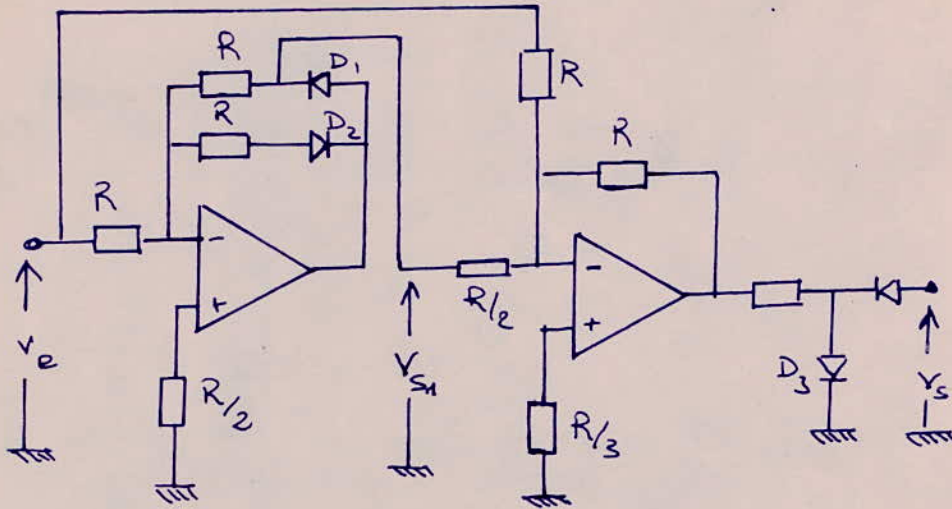 R
D1
R
R
D2
R
R
-
+
R/2
-
+
R/2
R/3
D3
ve
Vs1
vs